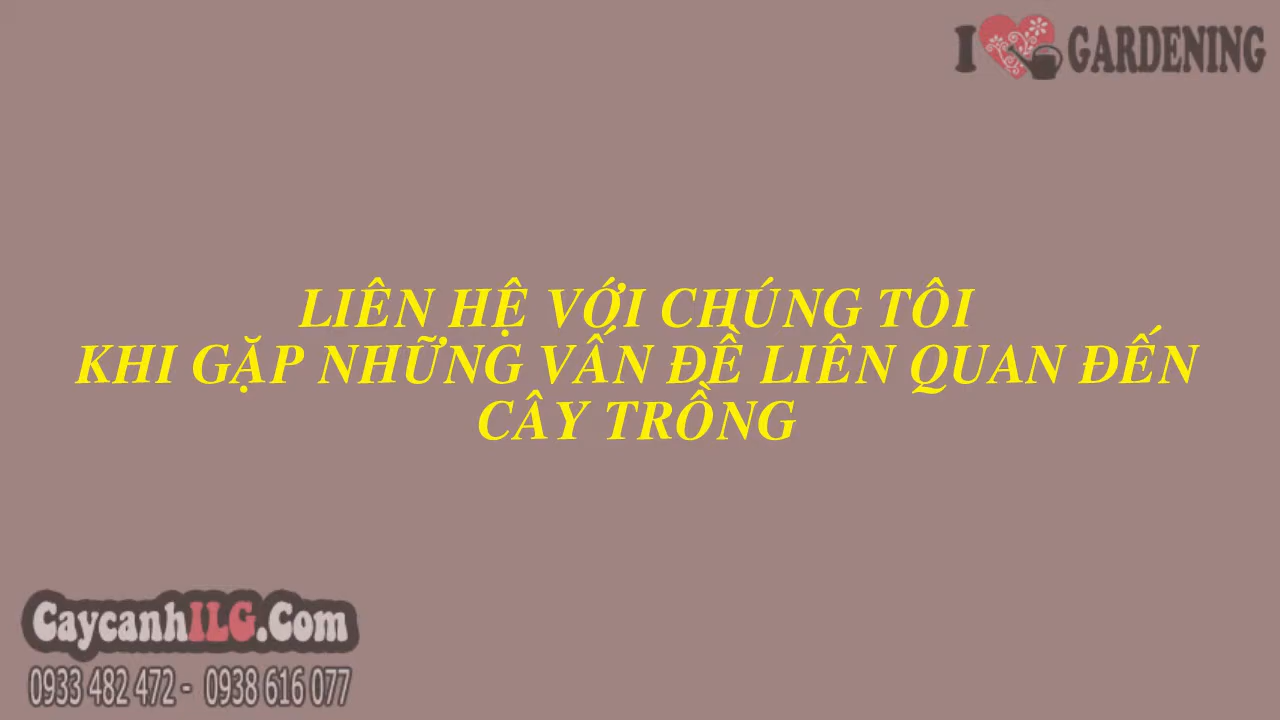 I GARDENING
LIÊN HỆ VỚI CHÚNG TÔI
KHI GẶP NHỮNG VẤN ĐỀ LIÊN QUAN ĐẾN
CÂY TRỒNG
CaycanhILG.Com
0933 482 472 - 0938 616 077